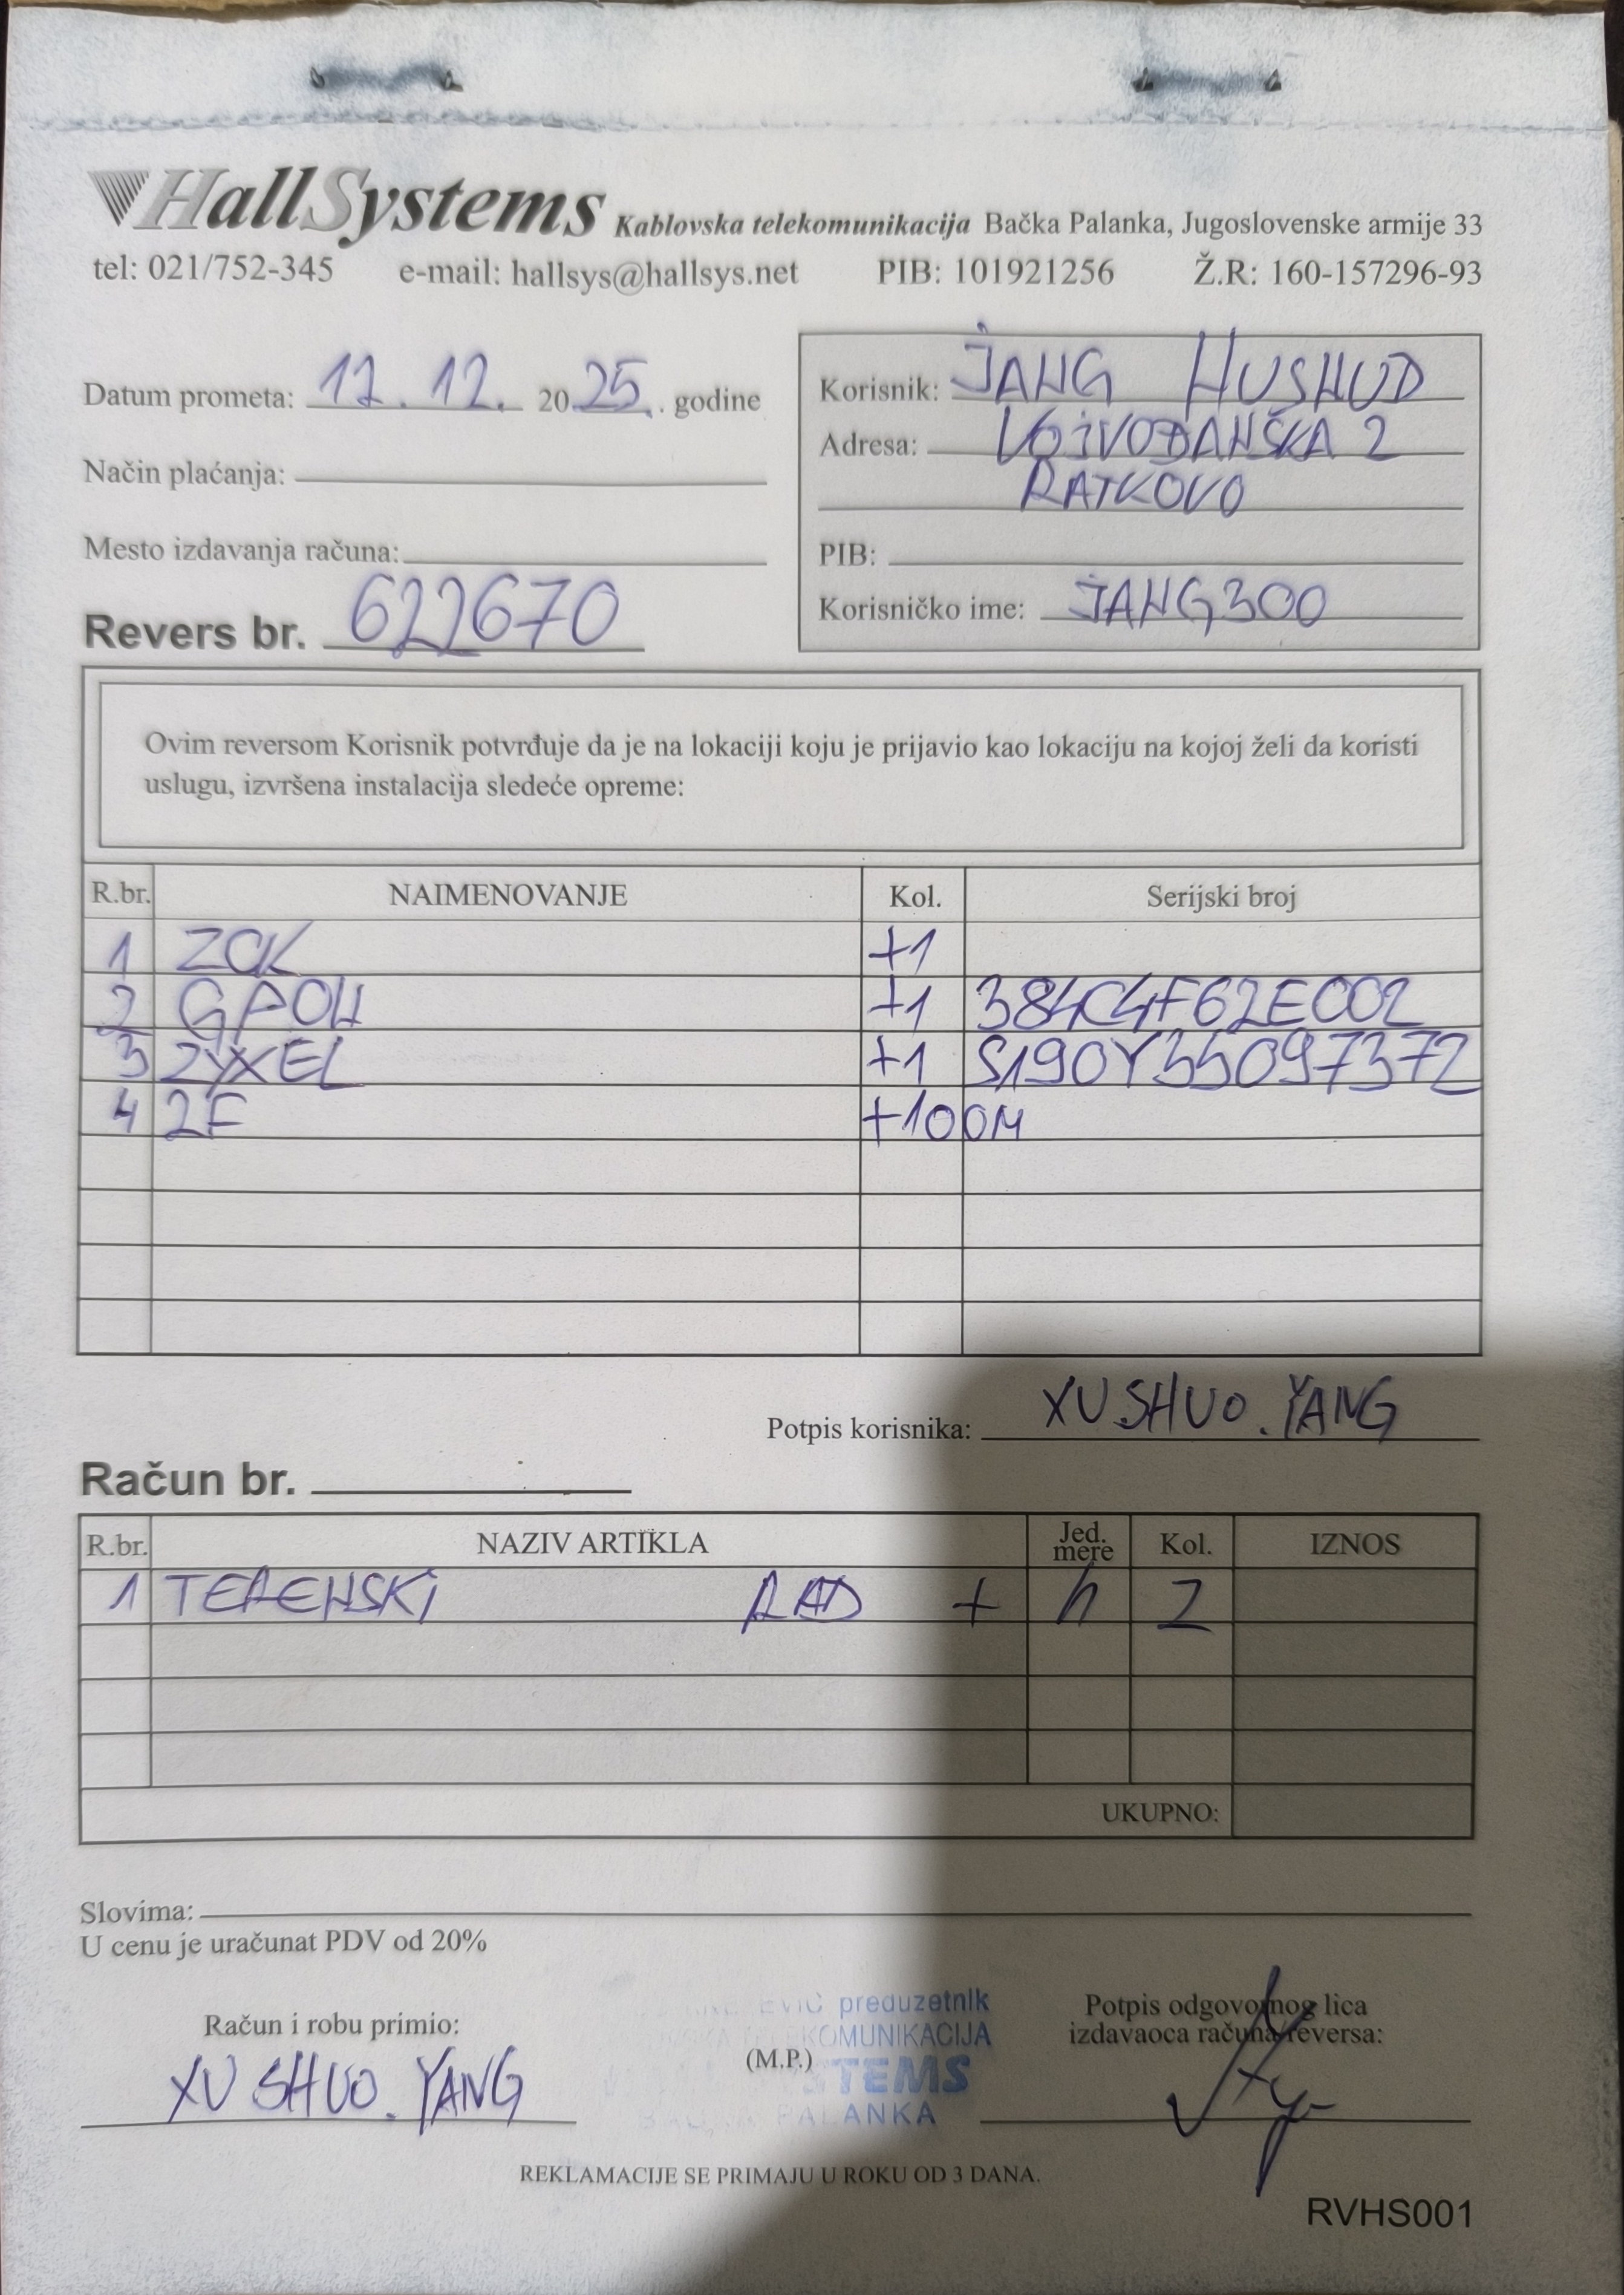 HallSystems Kablovska telekomunikacija Bačka Palanka, Jugoslovenske armije 33
tel: 021/752-345 e-mail: hallsys@hallsys.net PIB: 101921256 Ž.R: 160-157296-93
Datum prometa: 12.12. 2025. godine
Način plaćanja:
Mesto izdavanja računa:
Revers br. 622670
Korisnik: JANG HUSHUO
Adresa: VOJVOĐANSKA 2
RATKOVO
PIB:
Korisničko ime: JANG300
Ovim reversom Korisnik potvrđuje da je na lokaciji koju je prijavio kao lokaciju na kojoj želi da koristi
uslugu, izvršena instalacija sledeće opreme:
R.br. NAIMENOVANJE Kol. Serijski broj
1 ZOK +1
2 GPON +1 384C4F62E002
3 ZYXEL +1 S190Y35097372
4 2F +100M
Potpis korisnika: XUSHUO.YANG
Račun br.
R.br. NAZIV ARTIKLA Jed. mere Kol. IZNOS
1 TERENSKI RAD + h 2
UKUPNO:
Slovima:
U cenu je uračunat PDV od 20%
Račun i robu primio:
XUSHUO.YANG
preduzetnik
KOMUNIKACIJA
(M.P.)
STEMS
PALANKA
Potpis odgovornog lica
izdavaoca računa/reversa:
REKLAMACIJE SE PRIMAJU U ROKU OD 3 DANA.
RVHS001